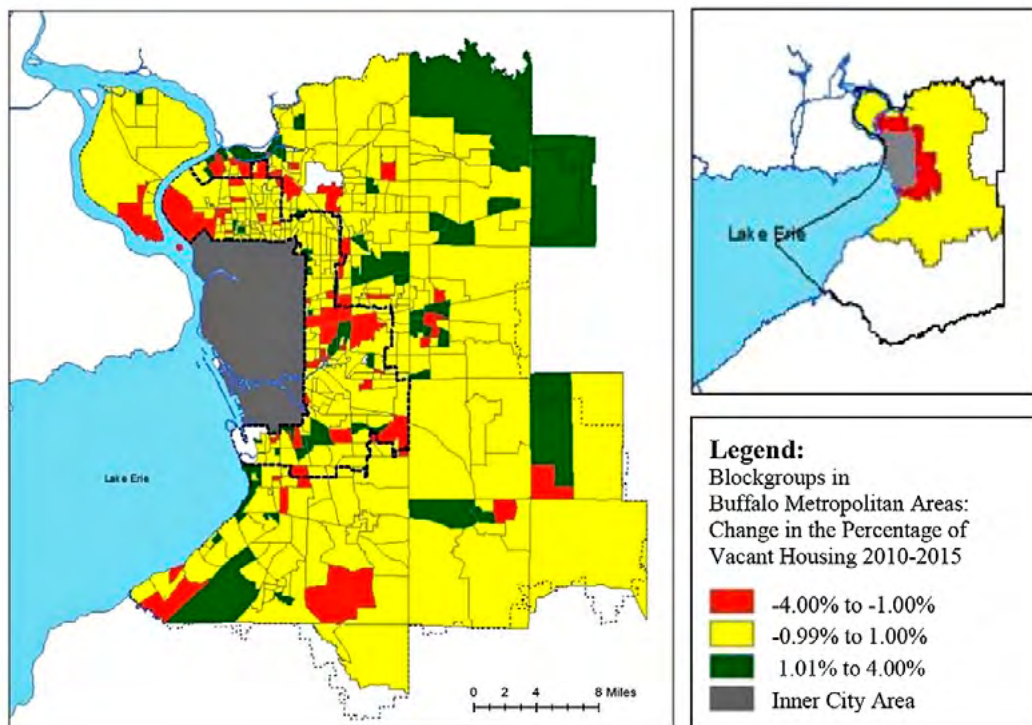 Lake Erie
0 2 4 8 Miles
Lake Erie
Legend:
Blockgroups in
Buffalo Metropolitan Areas:
Change in the Percentage of
Vacant Housing 2010-2015
-4.00% to -1.00%
-0.99% to 1.00%
1.01% to 4.00%
Inner City Area